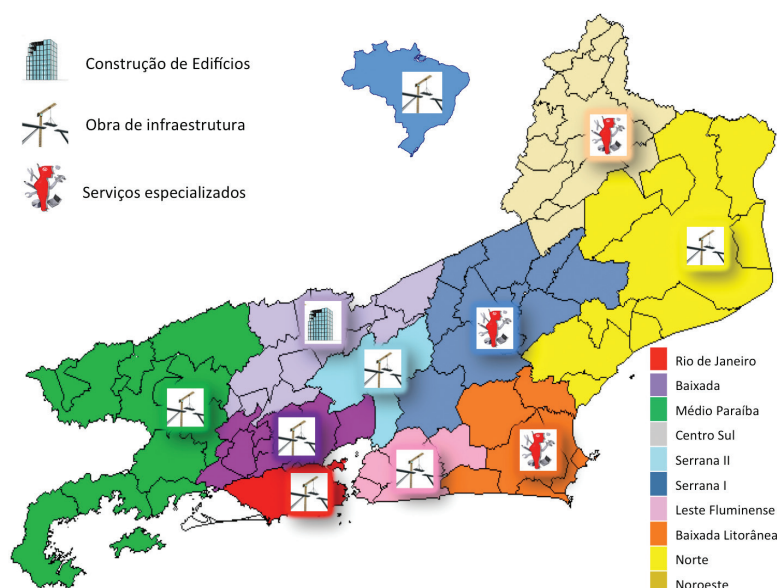 Construção de Edifícios
Obra de infraestrutura
Serviços especializados
Rio de Janeiro
Baixada
Médio Paraíba
Centro Sul
Serrana II
Serrana I
Leste Fluminense
Baixada Litorânea
Norte
Noroeste